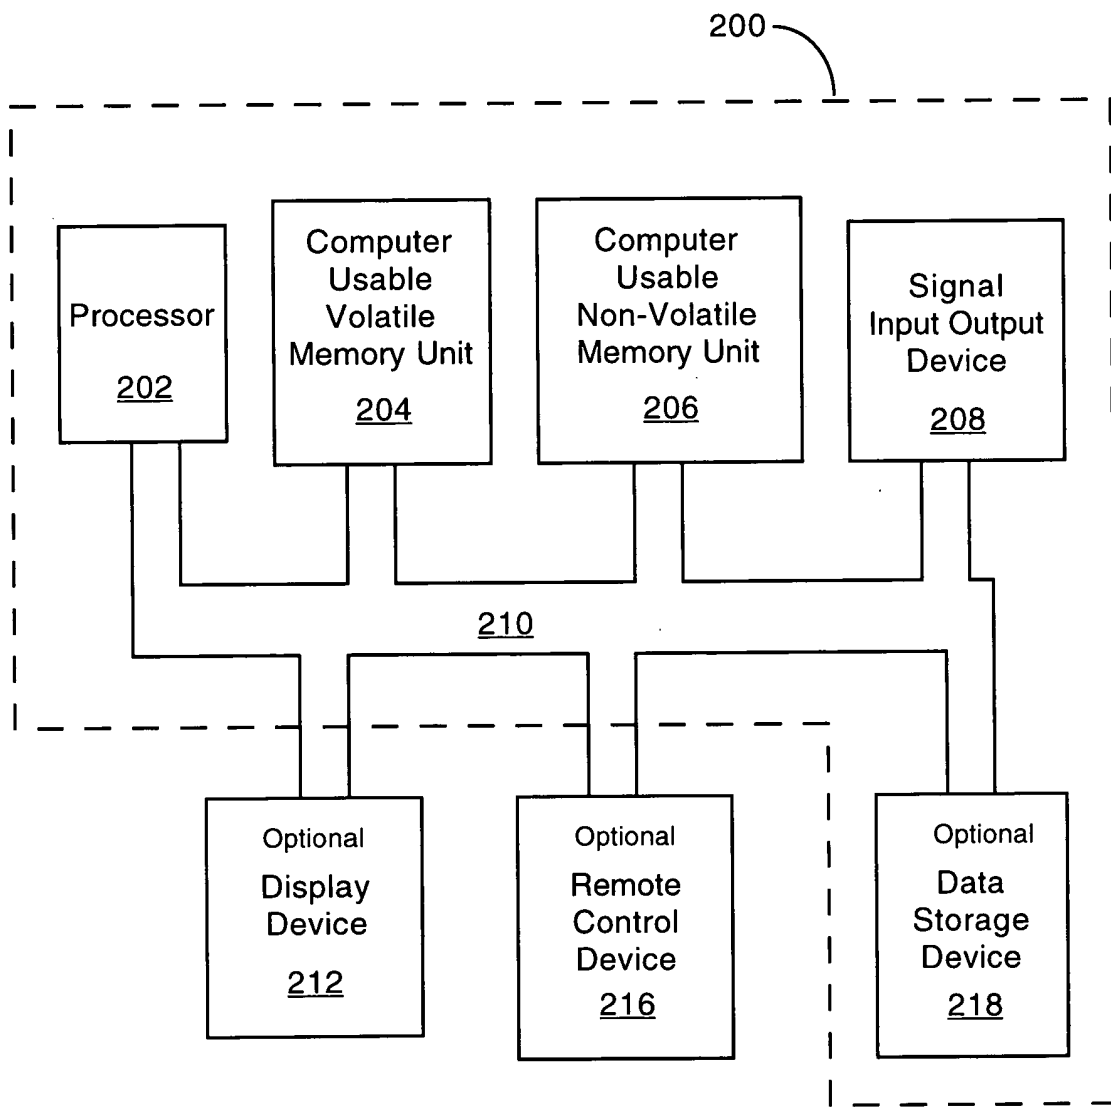 200
Processor
202
Computer
Usable
Volatile
Memory Unit
204
Computer
Usable
Non-Volatile
Memory Unit
206
Signal
Input Output
Device
208
210
Optional
Display
Device
212
Optional
Remote
Control
Device
216
Optional
Data
Storage
Device
218